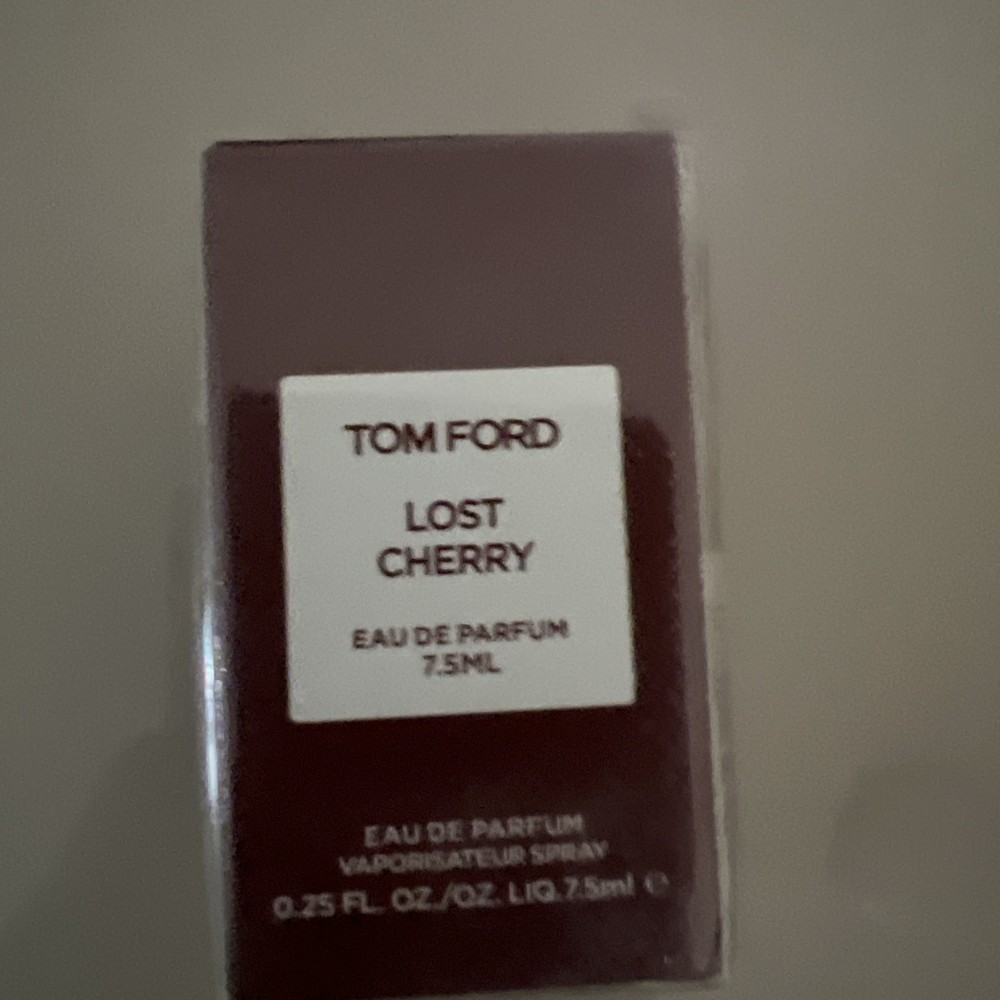 TOM FORD
LOST
CHERRY
EAU DE PARFUM
7.5ML
EAU DE PARFUM
VAPORISATEUR SPRAY
0.25 FL. OZ./OZ. LIQ.7.5ml ℮